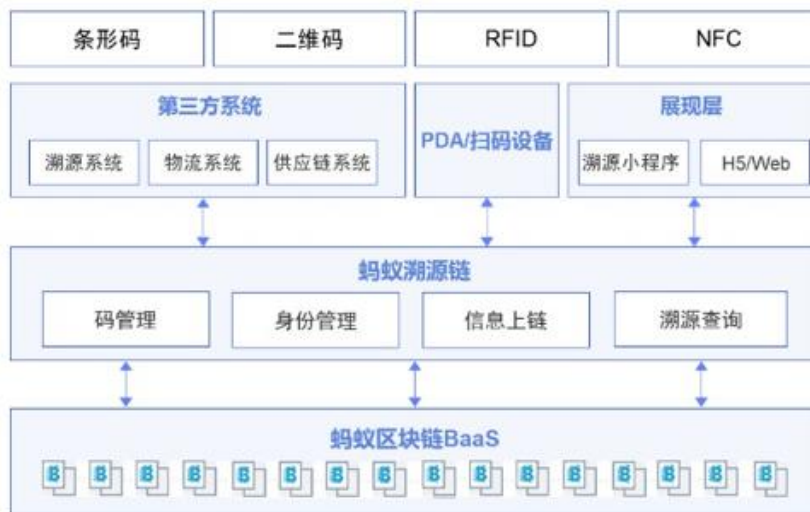 条形码 二维码 RFID NFC
第三方系统 PDA/扫码设备 展现层
溯源系统 物流系统 供应链系统 溯源小程序 H5/Web
蚂蚁溯源链
码管理 身份管理 信息上链 溯源查询
蚂蚁区块链BaaS
B B B B B B B B B B B B B B B B